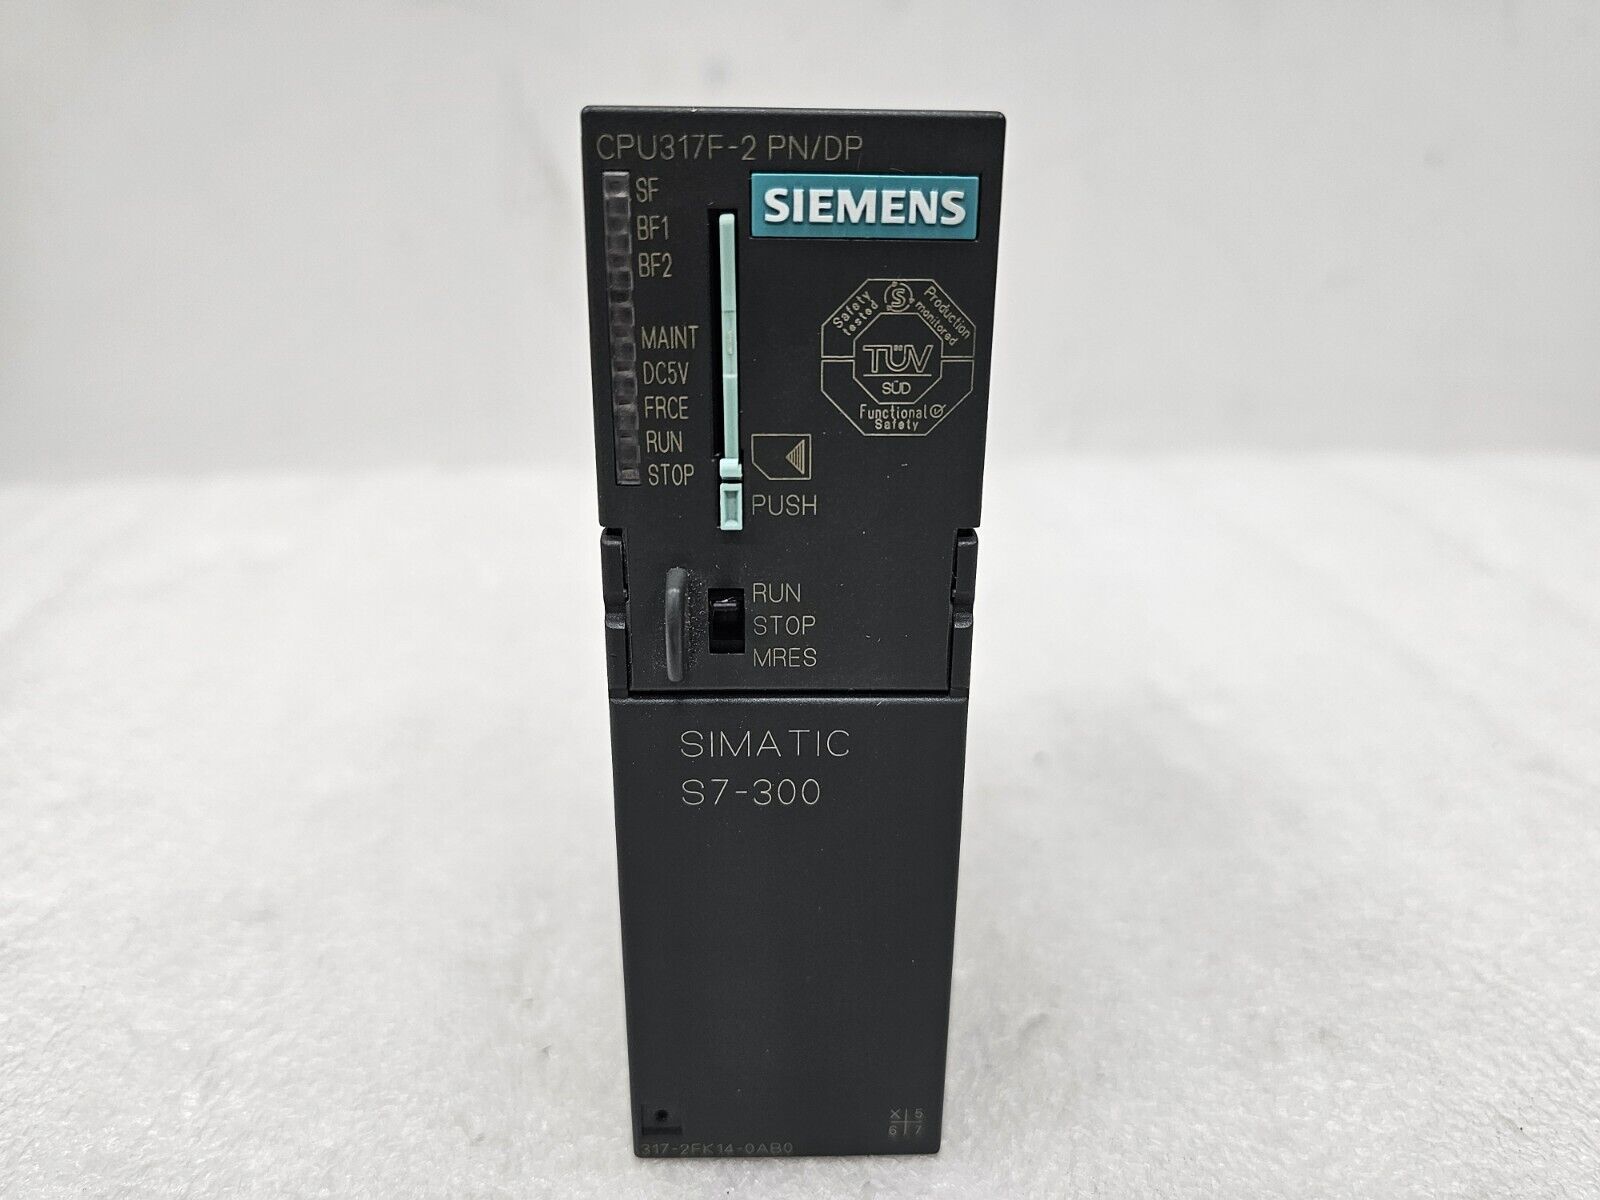 CPU317F-2 PN/DP
SIEMENS
SF
BF1
BF2
MAINT
DC5V
FRCE
RUN
STOP
Safety tested
S
Production monitored
TÜV
SÜD
Functional
Safety
PUSH
RUN
STOP
MRES
SIMATIC
S7-300
X 5
6 7
317-2FK14-0AB0